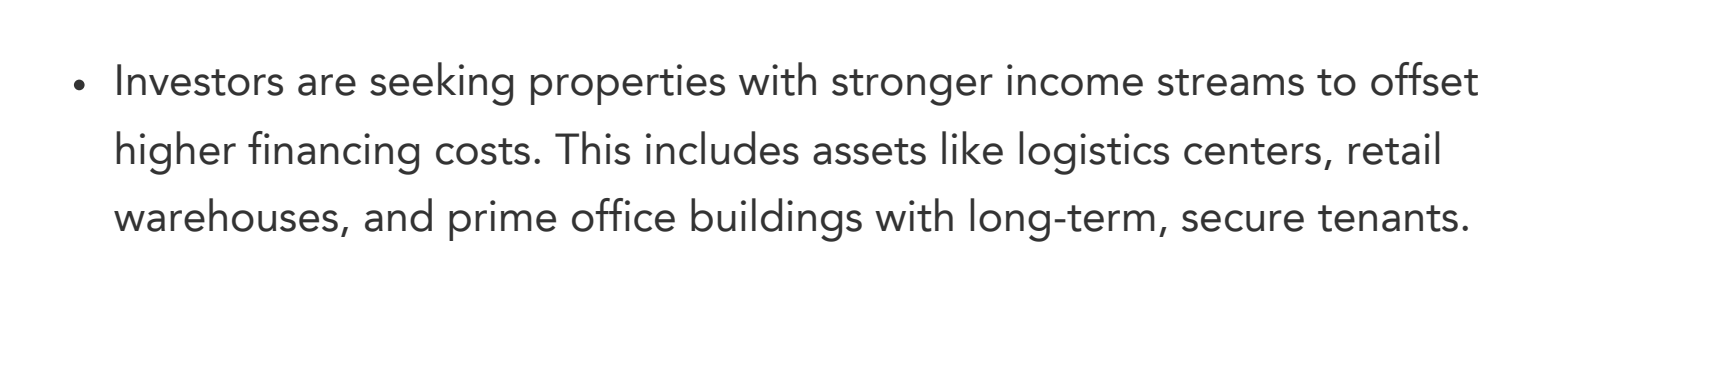 • Investors are seeking properties with stronger income streams to offset
higher financing costs. This includes assets like logistics centers, retail
warehouses, and prime office buildings with long-term, secure tenants.